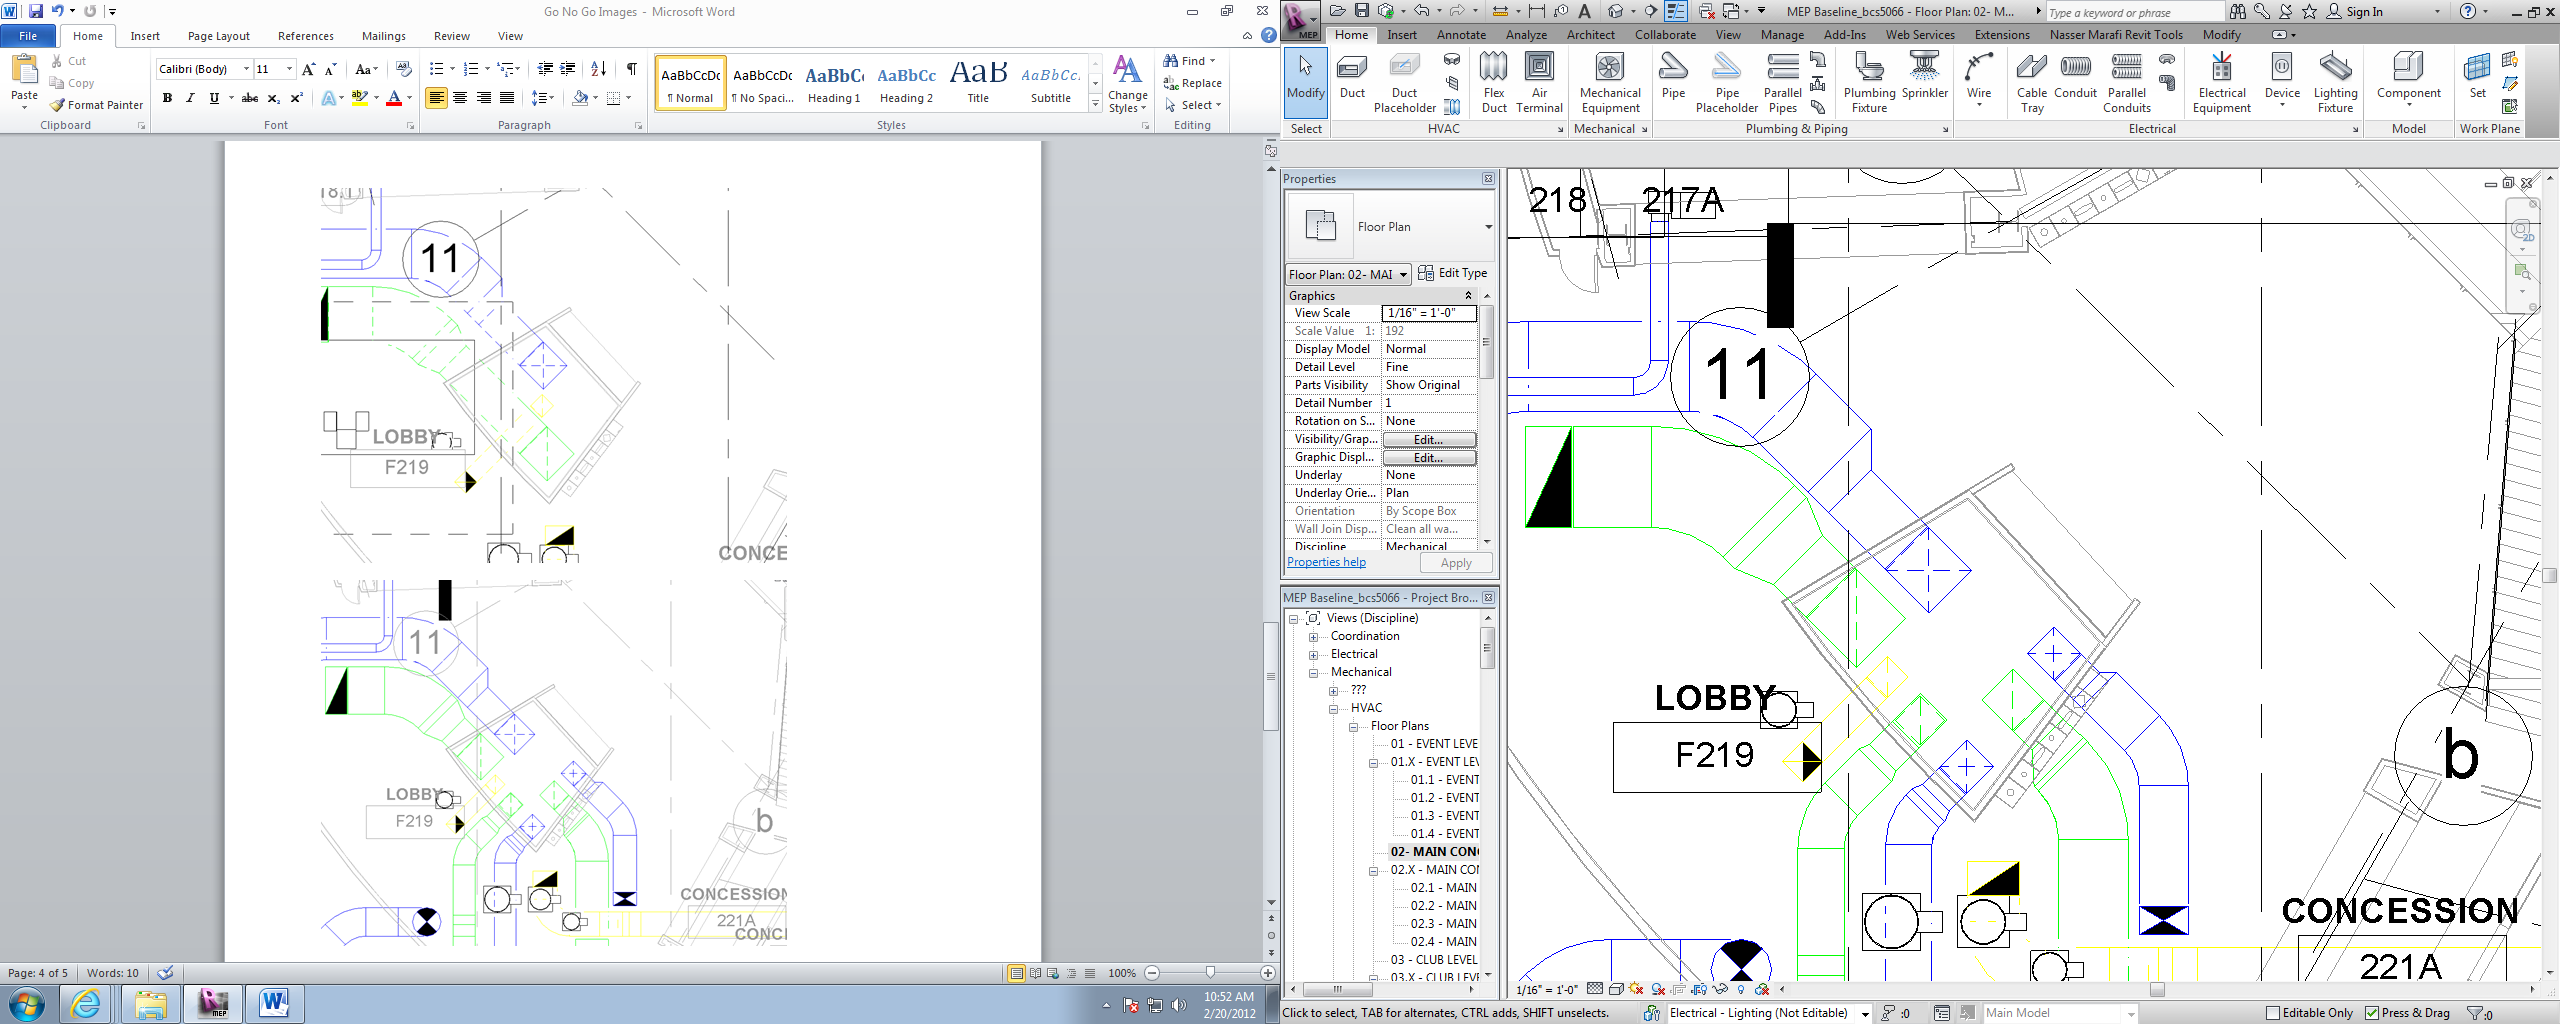 Go No Go Images - Microsoft Word
File Home Insert Page Layout References Mailings Review View
Paste
Cut
Copy
Format Painter
Clipboard
Calibri (Body) 11
B I U abc
Font
Paragraph
AaBbCcDc ¶ Normal
AaBbCcDc ¶ No Spaci...
AaBbC Heading 1
AaBbCc Heading 2
AaB Title
AaBbCc. Subtitle
Change Styles
Styles
Find
Replace
Select
Editing
11
LOBBY
F219
CONCE
11
LOBBY
F219
b
CONCESSION
221A
CONCI
Page: 4 of 5 Words: 10 100%
10:52 AM
2/20/2012
MEP
MEP Baseline_bcs5066 - Floor Plan: 02- M...
Type a keyword or phrase
Sign In
Home Insert Annotate Analyze Architect Collaborate View Manage Add-Ins Web Services Extensions Nasser Marafi Revit Tools Modify
Modify
Select
Duct
Duct Placeholder
Flex Duct
Air Terminal
HVAC
Mechanical Equipment
Mechanical
Pipe
Pipe Placeholder
Parallel Pipes
Plumbing Fixture
Sprinkler
Plumbing & Piping
Wire
Cable Tray
Conduit
Parallel Conduits
Electrical Equipment
Device
Lighting Fixture
Electrical
Component
Model
Set
Work Plane
Properties
Floor Plan
Floor Plan: 02- MAI Edit Type
Graphics
View Scale 1/16" = 1'-0"
Scale Value 1: 192
Display Model Normal
Detail Level Fine
Parts Visibility Show Original
Detail Number 1
Rotation on S... None
Visibility/Grap... Edit...
Graphic Displ... Edit...
Underlay None
Underlay Orie... Plan
Orientation By Scope Box
Wall Join Disp... Clean all wa...
Discipline Mechanical
Properties help Apply
MEP Baseline_bcs5066 - Project Bro...
Views (Discipline)
Coordination
Electrical
Mechanical
???
HVAC
Floor Plans
01 - EVENT LEVE
01.X - EVENT LEV
01.1 - EVENT
01.2 - EVENT
01.3 - EVENT
01.4 - EVENT
02- MAIN CON
02.X - MAIN CO
02.1 - MAIN
02.2 - MAIN
02.3 - MAIN
02.4 - MAIN
03 - CLUB LEVEL
03.X - CLUB LEVE
218 217A
11
LOBBY
F219
b
CONCESSION
221A
2D
1/16" = 1'-0"
Click to select, TAB for alternates, CTRL adds, SHIFT unselects.
Electrical - Lighting (Not Editable) :0 Main Model Editable Only Press & Drag :0